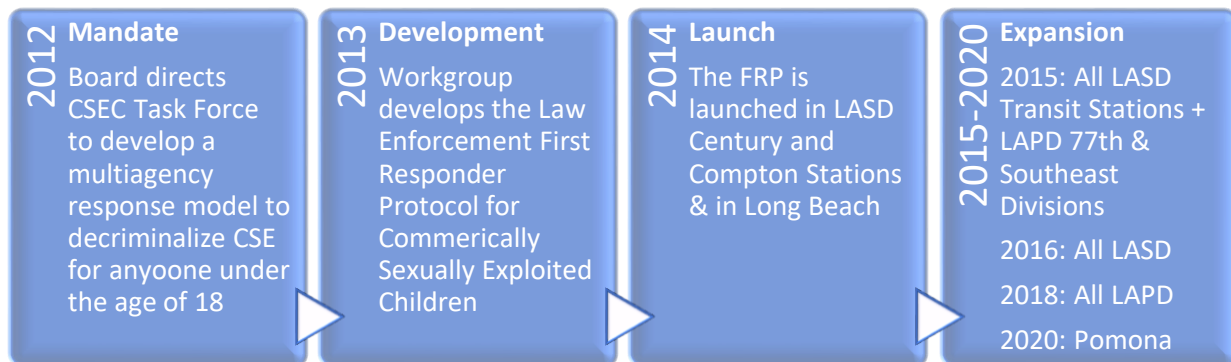 2012
Mandate
Board directs
CSEC Task Force
to develop a
multiagency
response model to
decriminalize CSE
for anyoone under
the age of 18
2013
Development
Workgroup
develops the Law
Enforcement First
Responder
Protocol for
Commerically
Sexually Exploited
Children
2014
Launch
The FRP is
launched in LASD
Century and
Compton Stations
& in Long Beach
2015-2020
Expansion
2015: All LASD
Transit Stations +
LAPD 77th &
Southeast
Divisions
2016: All LASD
2018: All LAPD
2020: Pomona